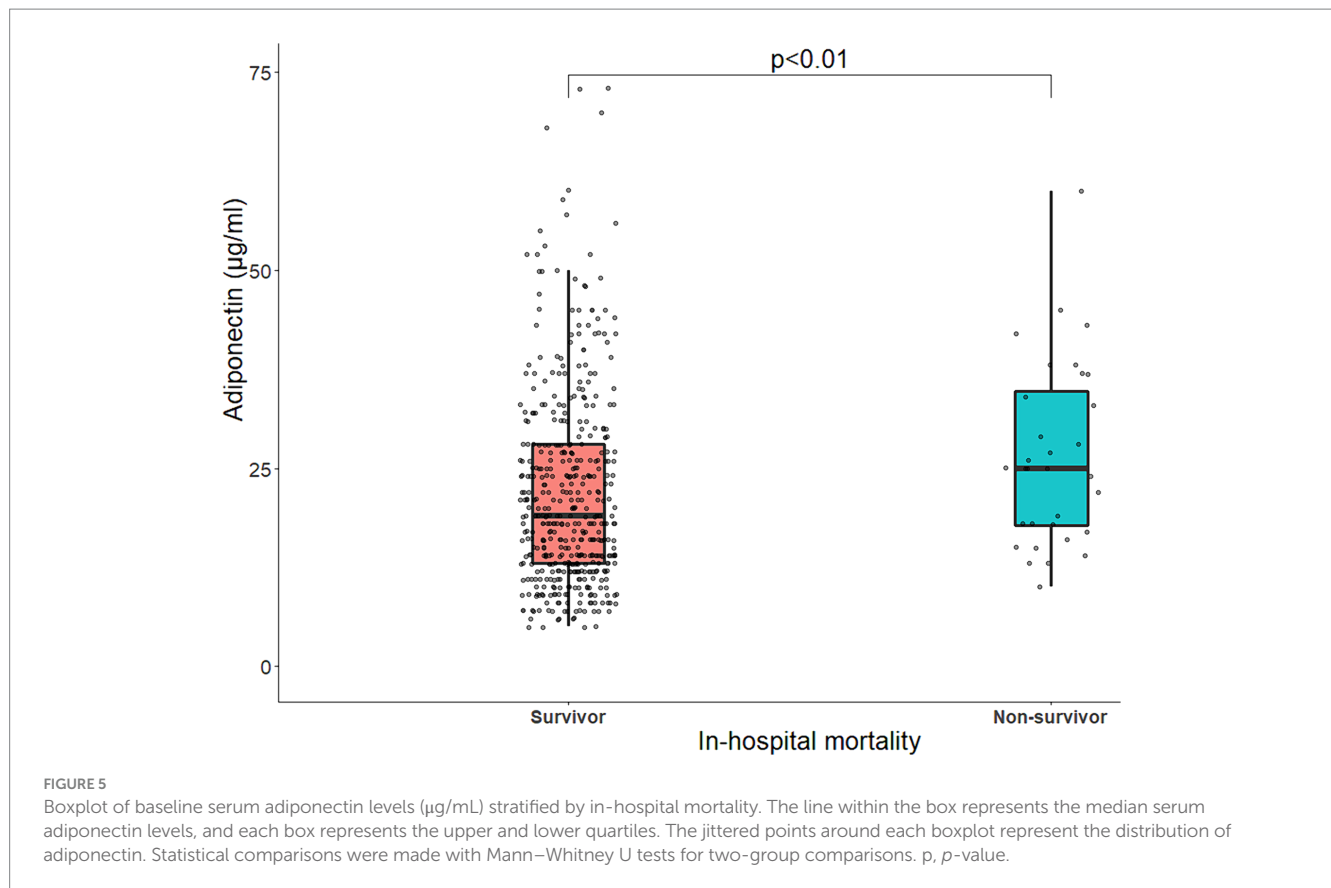 p<0.01
75
50
25
0
Adiponectin (μg/ml)
Survivor
Non-survivor
In-hospital mortality
FIGURE 5
Boxplot of baseline serum adiponectin levels (μg/mL) stratified by in-hospital mortality. The line within the box represents the median serum
adiponectin levels, and each box represents the upper and lower quartiles. The jittered points around each boxplot represent the distribution of
adiponectin. Statistical comparisons were made with Mann–Whitney U tests for two-group comparisons. p, p-value.